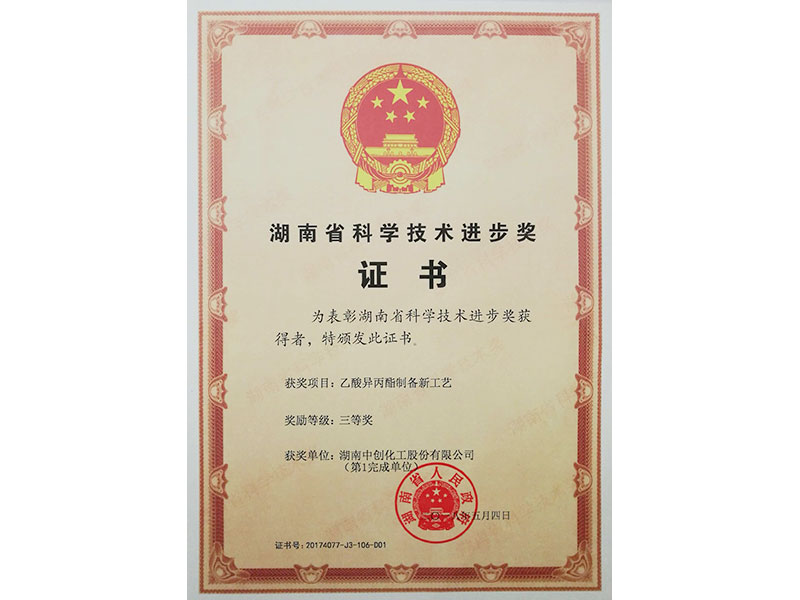 湖南省科学技术进步奖
证书
为表彰湖南省科学技术进步奖获
得者，特颁发此证书。
获奖项目：乙酸异丙酯制备新工艺
奖励等级：三等奖
获奖单位：湖南中创化工股份有限公司
（第1完成单位）
湖南省人民政府
八年五月四日
证书号：20174077-J3-106-D01